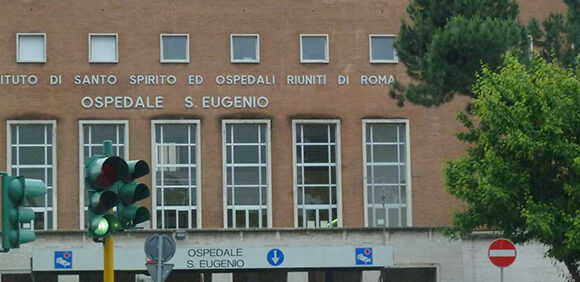 ITUTO DI SANTO SPIRITO ED OSPEDALI RIUNITI DI ROMA
OSPEDALE S. EUGENIO
OSPEDALE
S. EUGENIO